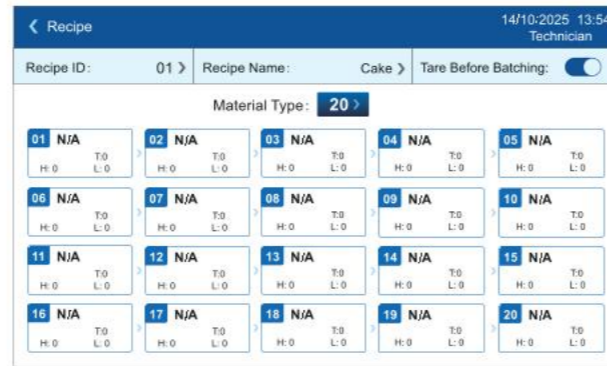 Recipe
14/10/2025 13:54
Technician
Recipe ID: 01
Recipe Name: Cake
Tare Before Batching:
Material Type: 20
01 N/A 02 N/A 03 N/A 04 N/A 05 N/A
T:0 T:0 T:0 T:0 T:0
H:0 L:0 H:0 L:0 H:0 L:0 H:0 L:0 H:0 L:0
06 N/A 07 N/A 08 N/A 09 N/A 10 N/A
T:0 T:0 T:0 T:0 T:0
H:0 L:0 H:0 L:0 H:0 L:0 H:0 L:0 H:0 L:0
11 N/A 12 N/A 13 N/A 14 N/A 15 N/A
T:0 T:0 T:0 T:0 T:0
H:0 L:0 H:0 L:0 H:0 L:0 H:0 L:0 H:0 L:0
16 N/A 17 N/A 18 N/A 19 N/A 20 N/A
T:0 T:0 T:0 T:0 T:0
H:0 L:0 H:0 L:0 H:0 L:0 H:0 L:0 H:0 L:0